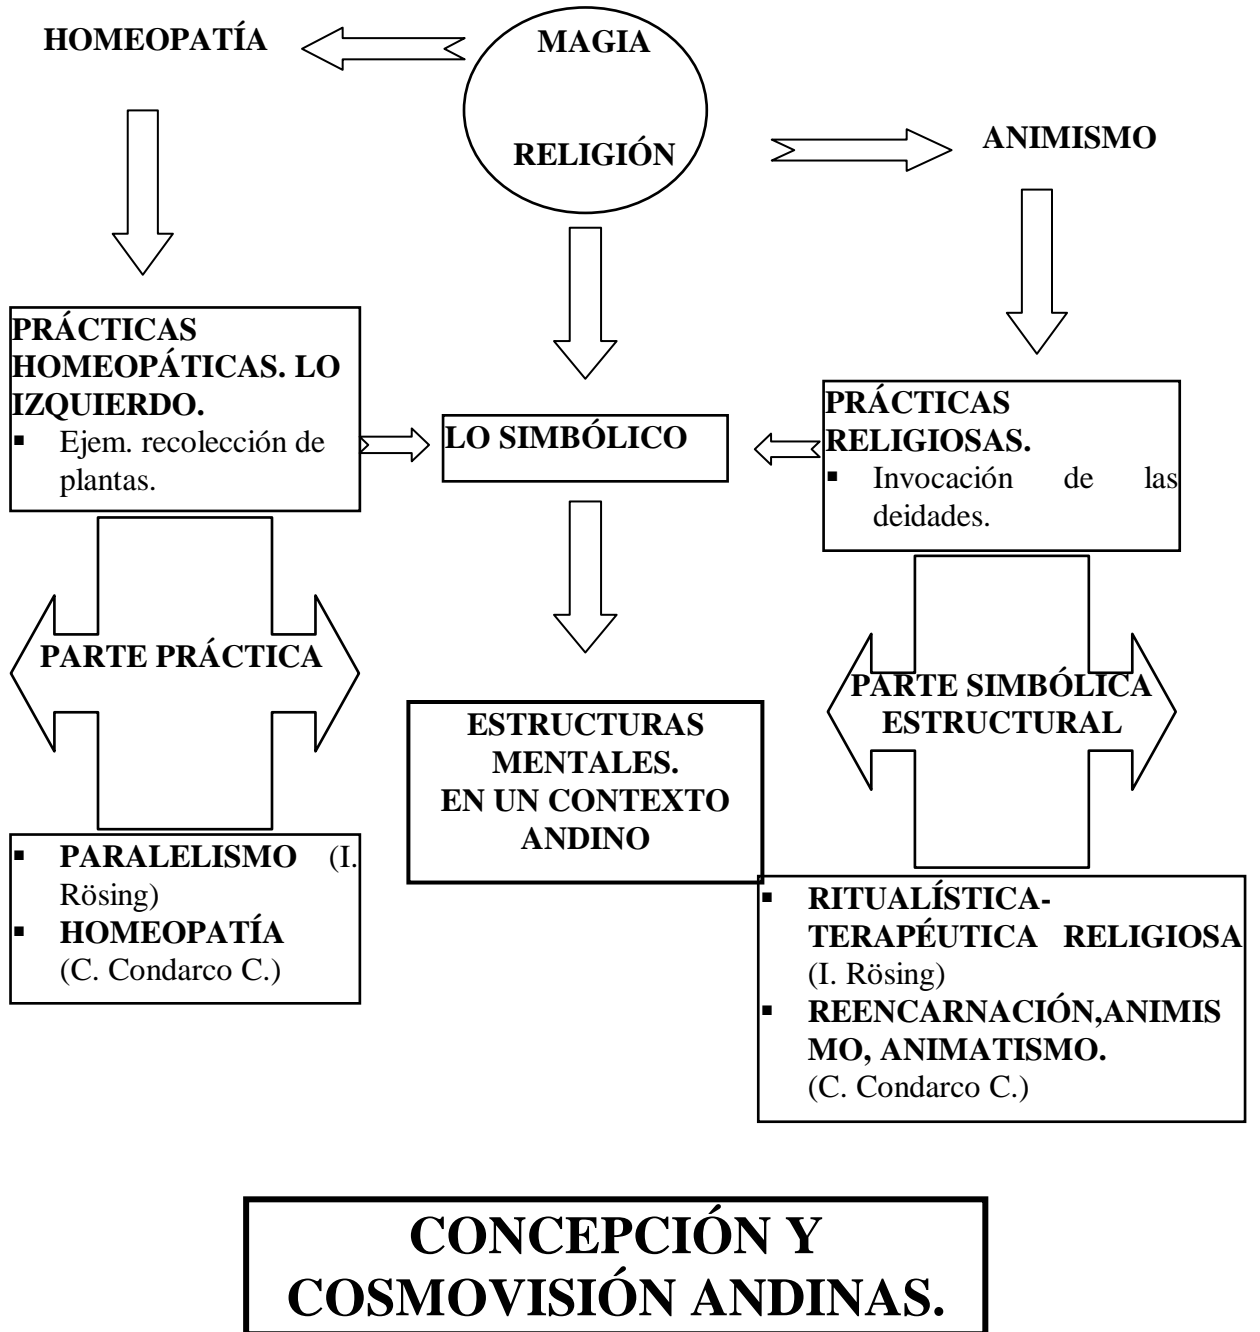 HOMEOPATÍA
MAGIA
RELIGIÓN
ANIMISMO
PRÁCTICAS
HOMEOPÁTICAS. LO
IZQUIERDO.
▪ Ejem. recolección de
plantas.
LO SIMBÓLICO
PRÁCTICAS
RELIGIOSAS.
▪ Invocación de las
deidades.
PARTE PRÁCTICA
PARTE SIMBÓLICA
ESTRUCTURAL
ESTRUCTURAS
MENTALES.
EN UN CONTEXTO
ANDINO
▪ PARALELISMO (I.
Rösing)
▪ HOMEOPATÍA
(C. Condarco C.)
▪ RITUALÍSTICA-
TERAPÉUTICA RELIGIOSA
(I. Rösing)
▪ REENCARNACIÓN,ANIMIS
MO, ANIMATISMO.
(C. Condarco C.)
CONCEPCIÓN Y
COSMOVISIÓN ANDINAS.